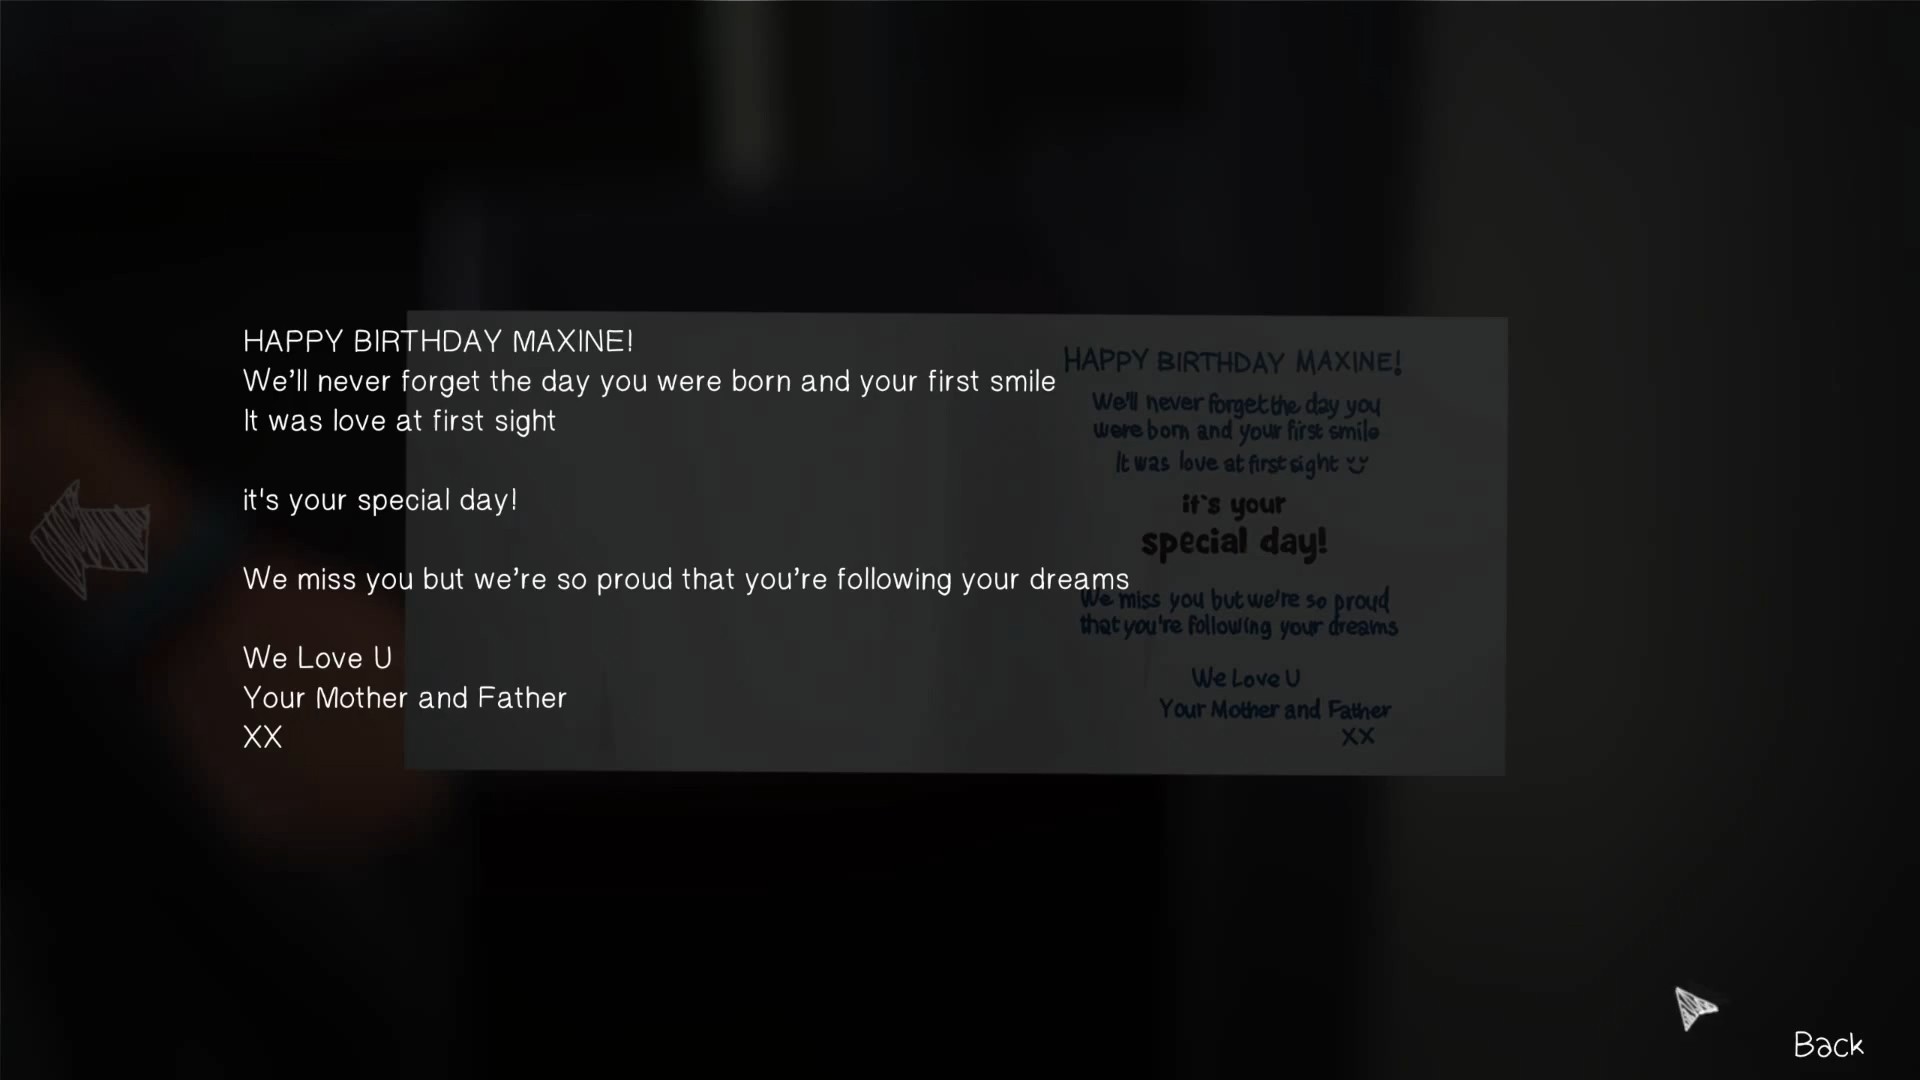 HAPPY BIRTHDAY MAXINE!
We'll never forget the day you were born and your first smile
It was love at first sight
it's your special day!
We miss you but we're so proud that you're following your dreams
We Love U
Your Mother and Father
XX
HAPPY BIRTHDAY MAXINE!
We'll never forget the day you
were born and your first smile
It was love at first sight
it's your
special day!
We miss you but we're so proud
that you're following your dreams
We Love U
Your Mother and Father
XX
Back